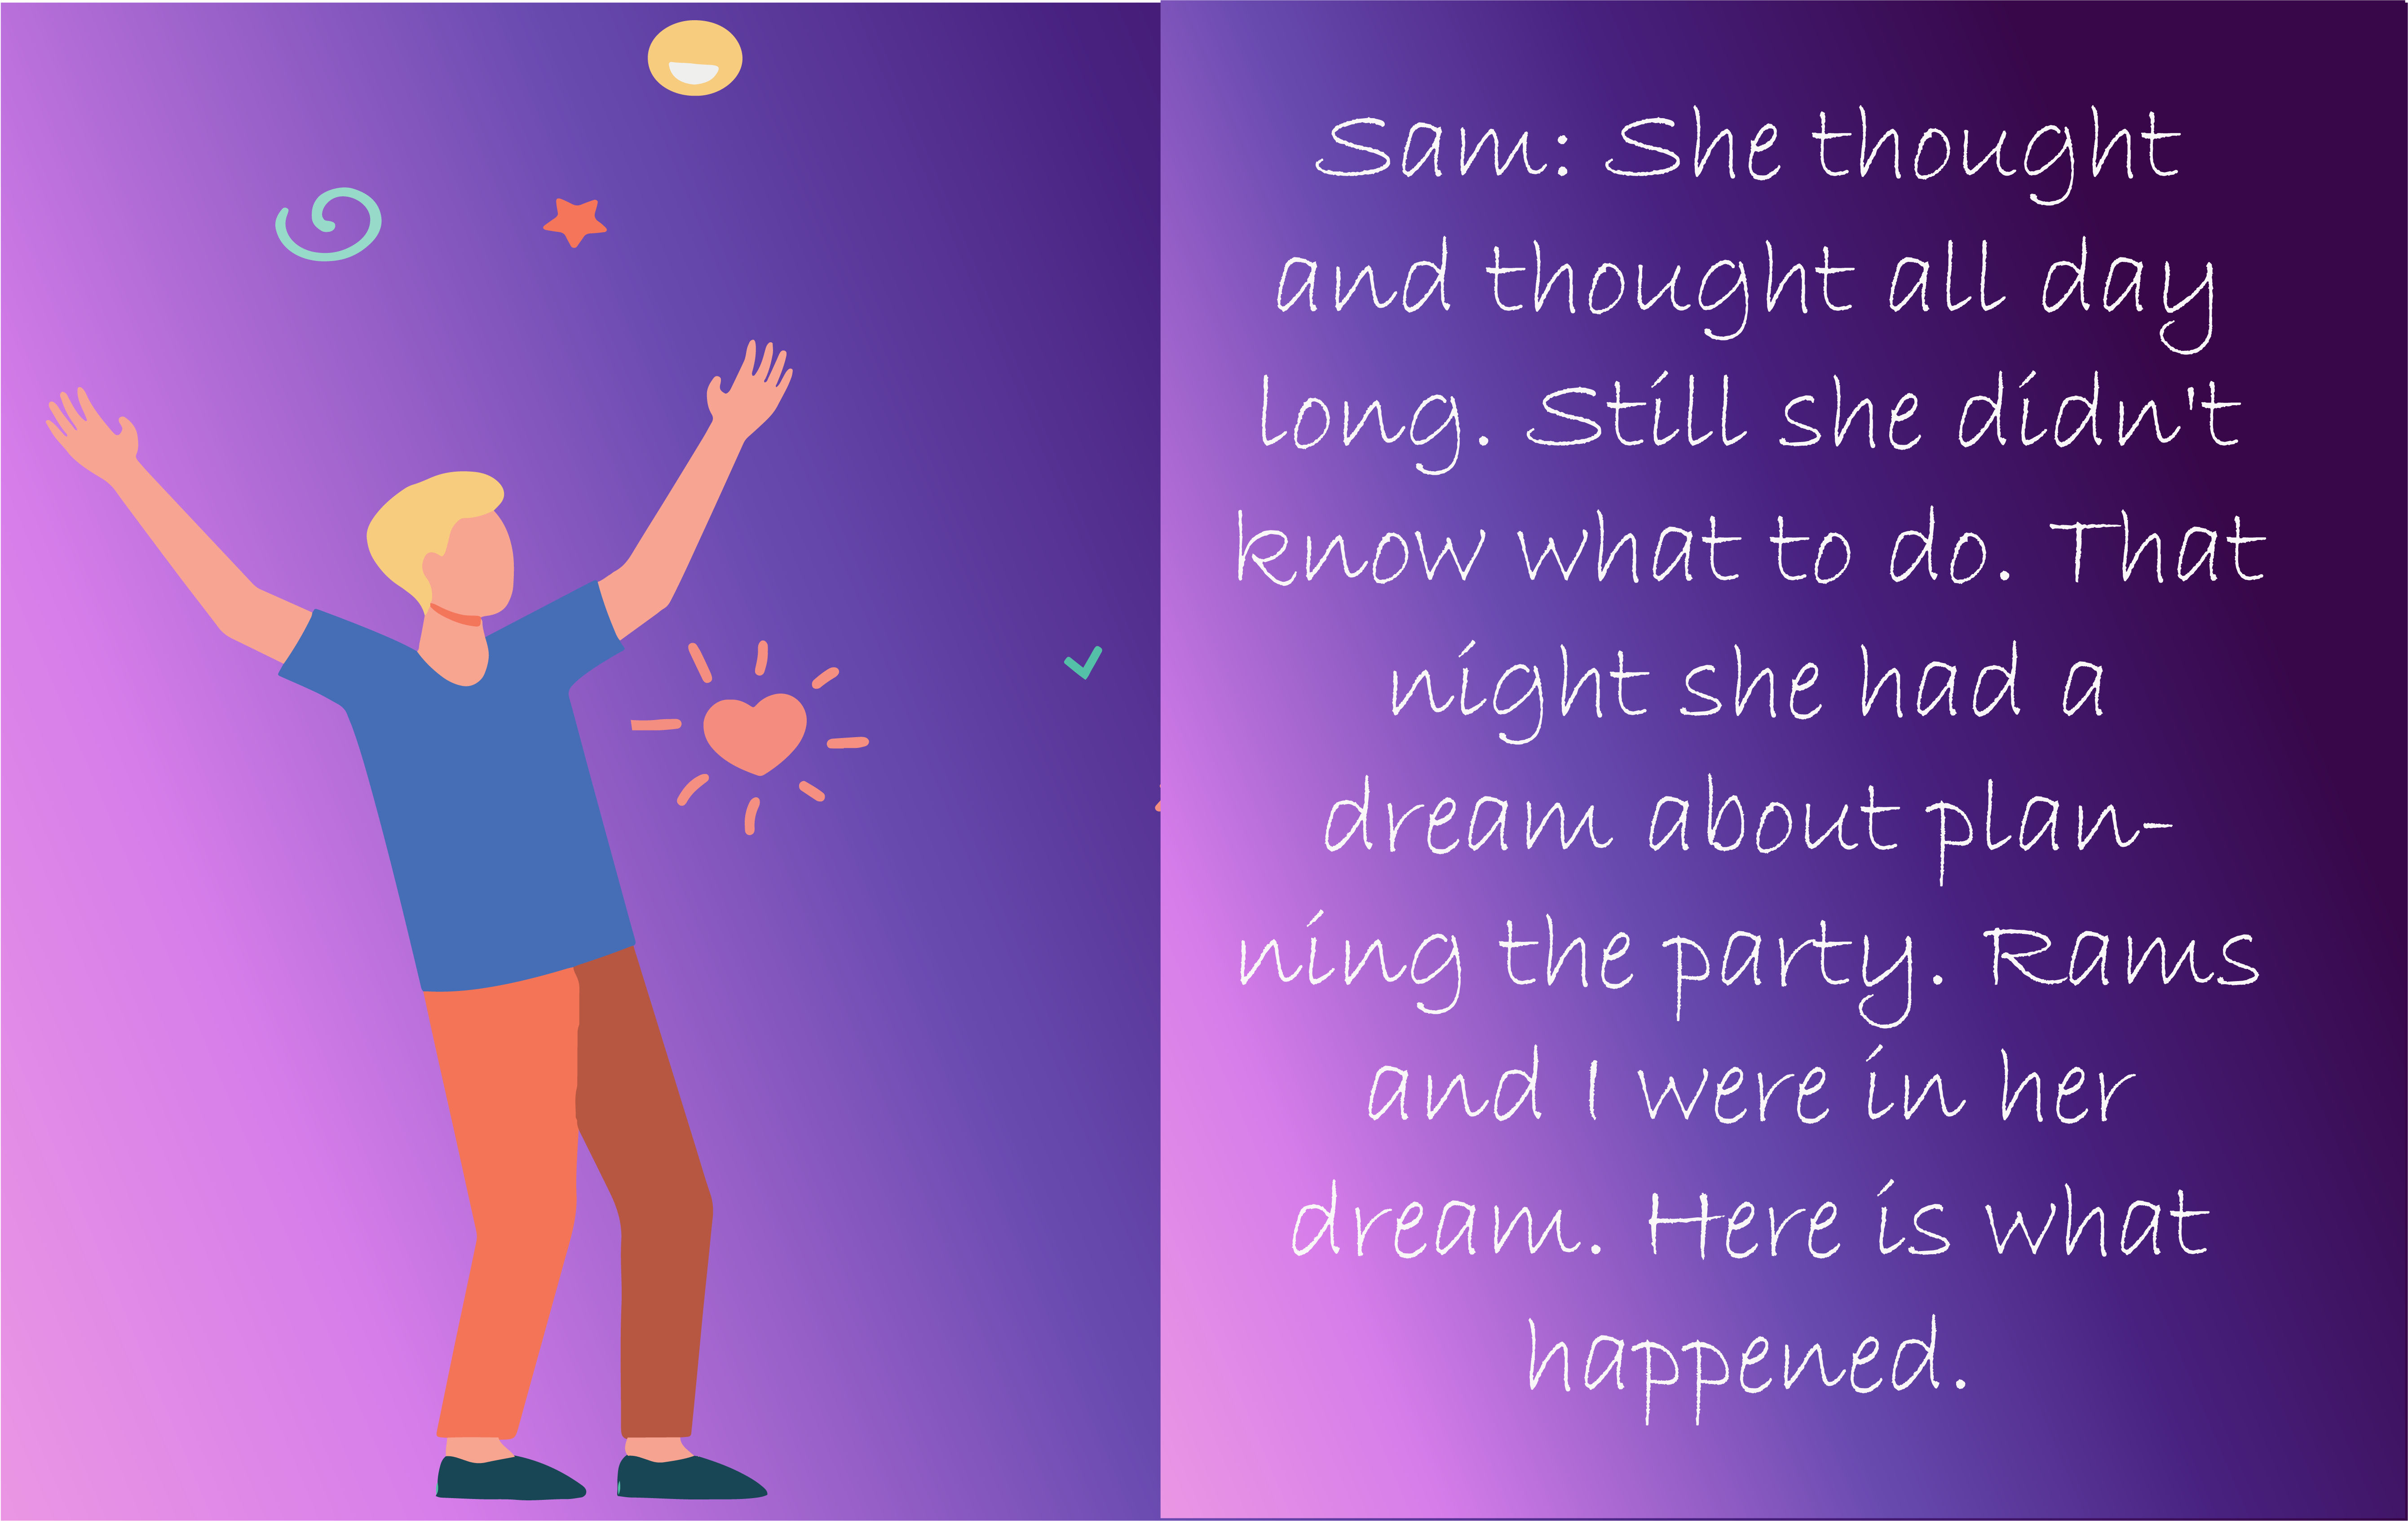 Sam: She thought
and thought all day
long. Still she didn't
know what to do. That
night she had a
dream about plan-
ning the party. Rams
and I were in her
dream. Here is what
happened.